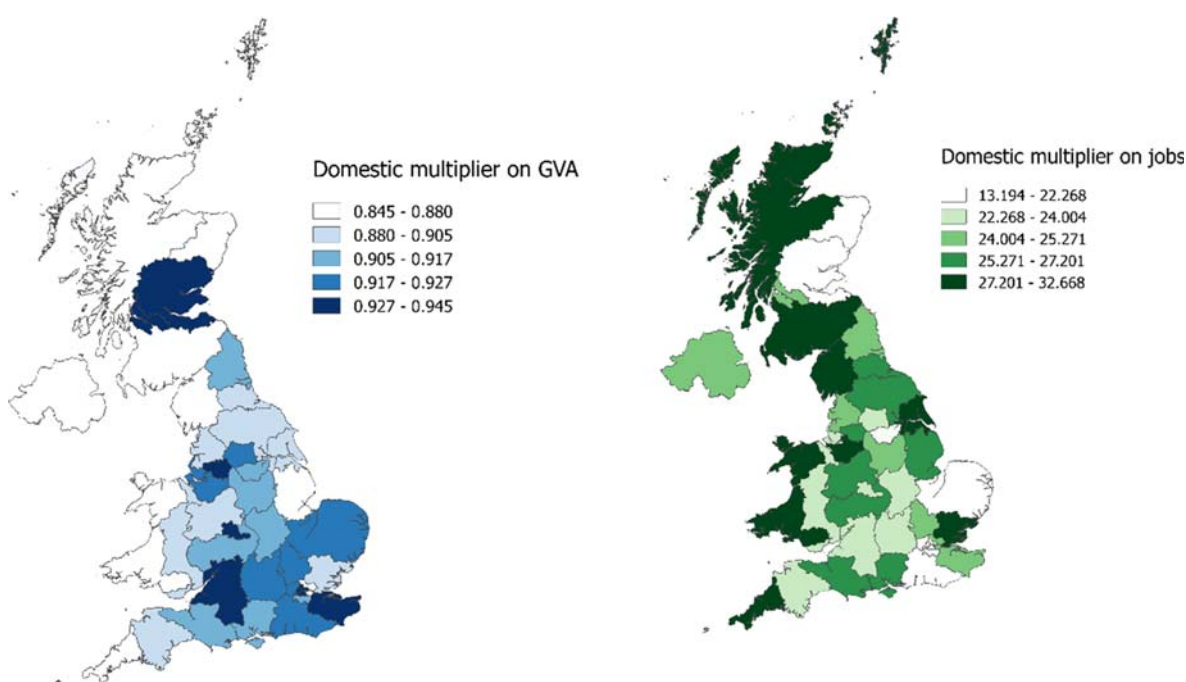 Domestic multiplier on GVA
0.845 - 0.880
0.880 - 0.905
0.905 - 0.917
0.917 - 0.927
0.927 - 0.945
Domestic multiplier on jobs
13.194 - 22.268
22.268 - 24.004
24.004 - 25.271
25.271 - 27.201
27.201 - 32.668